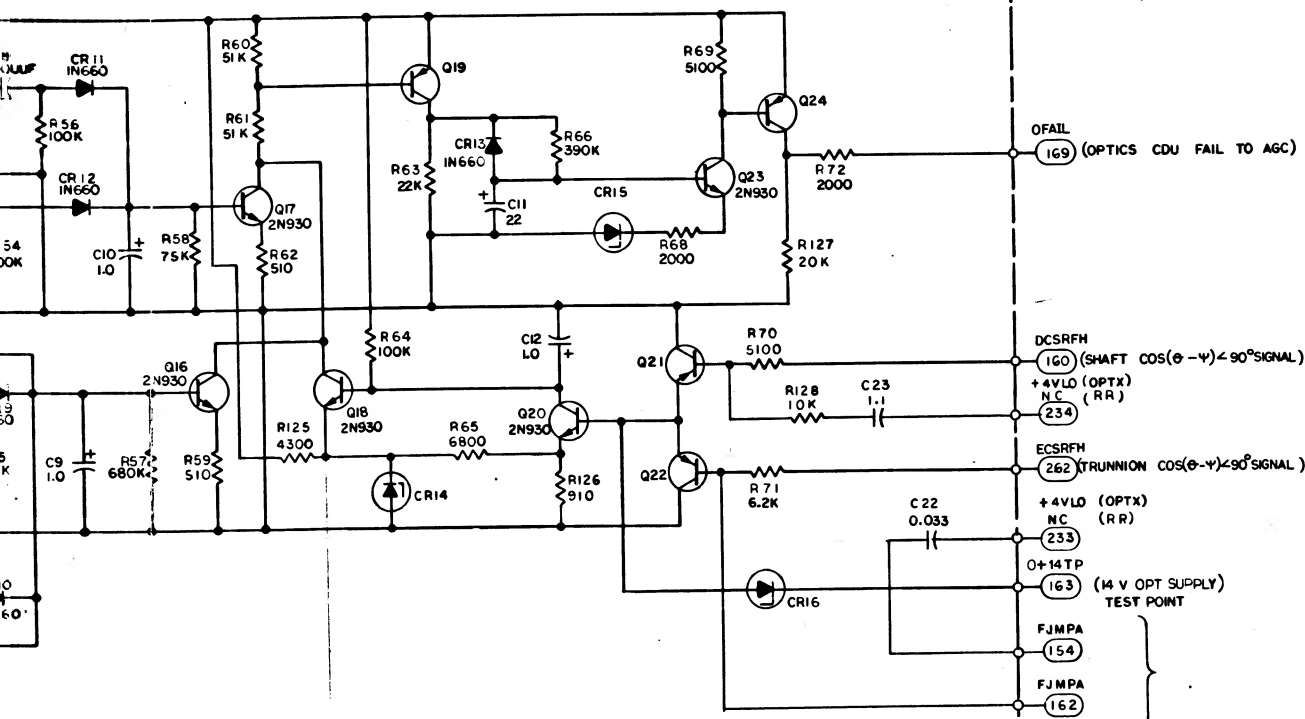 CR11
1N660
R56
100K
CR12
1N660
C10
1.0
+
R58
75K
R60
51K
R61
51K
Q17
2N930
R62
510
Q19
R63
22K
CR13
1N660
R66
390K
+
C11
22
CR15
R68
2000
R69
5100
Q23
2N930
Q24
R72
2000
R127
20K
OFAIL
169 (OPTICS CDU FAIL TO AGC)
Q16
2N930
C9
1.0
+
R57
680K
R59
510
R64
100K
Q18
2N930
R125
4300
CR14
R65
6800
C12
1.0
+
Q20
2N930
R126
910
Q21
Q22
R70
5100
R128
10K
C23
1.1
R71
6.2K
C22
0.033
CR16
DCSRFH
160 (SHAFT COS(θ-Ψ)<90°SIGNAL)
+4VLO (OPTX)
NC (RR)
234
ECSRFH
262 (TRUNNION COS(θ-Ψ)<90°SIGNAL)
+4VLO (OPTX)
NC (RR)
233
0+14TP
163 (14 V OPT SUPPLY)
TEST POINT
FJMPA
154
FJMPA
162